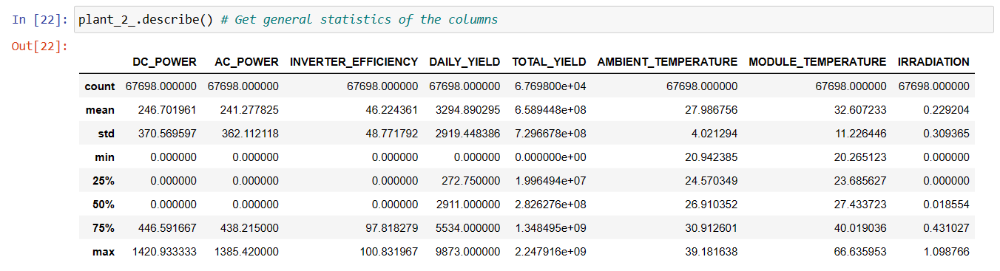 In [22]: plant_2_.describe() # Get general statistics of the columns
Out[22]:
DC_POWER AC_POWER INVERTER_EFFICIENCY DAILY_YIELD TOTAL_YIELD AMBIENT_TEMPERATURE MODULE_TEMPERATURE IRRADIATION
count 67698.000000 67698.000000 67698.000000 67698.000000 6.769800e+04 67698.000000 67698.000000 67698.000000
mean 246.701961 241.277825 46.224361 3294.890295 6.589448e+08 27.986756 32.607233 0.229204
std 370.569597 362.112118 48.771792 2919.448386 7.296678e+08 4.021294 11.226446 0.309365
min 0.000000 0.000000 0.000000 0.000000 0.000000e+00 20.942385 20.265123 0.000000
25% 0.000000 0.000000 0.000000 272.750000 1.996494e+07 24.570349 23.685627 0.000000
50% 0.000000 0.000000 0.000000 2911.000000 2.826276e+08 26.910352 27.433723 0.018554
75% 446.591667 438.215000 97.818279 5534.000000 1.348495e+09 30.912601 40.019036 0.431027
max 1420.933333 1385.420000 100.831967 9873.000000 2.247916e+09 39.181638 66.635953 1.098766